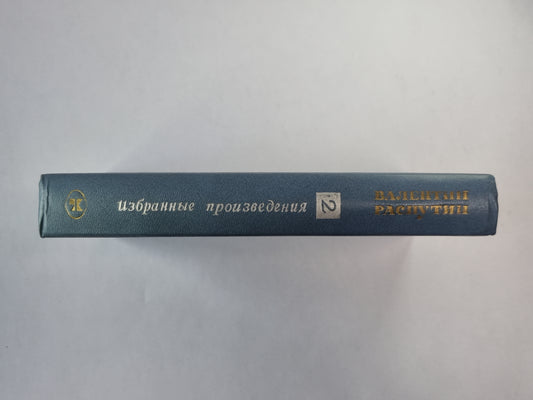 ВАЛЕНТИН
РАСПУТИН
Избранные произведения
2